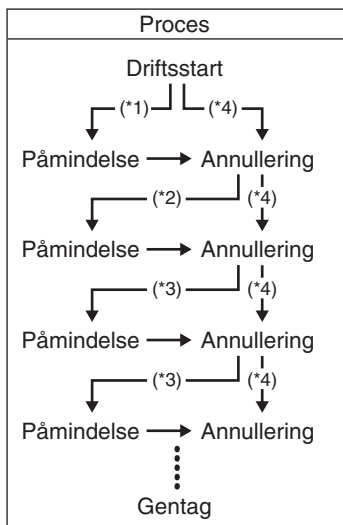 Proces
Driftsstart
(*1) (*4)
Påmindelse Annullering
(*2) (*4)
Påmindelse Annullering
(*3) (*4)
Påmindelse Annullering
(*3) (*4)
Påmindelse Annullering
Gentag